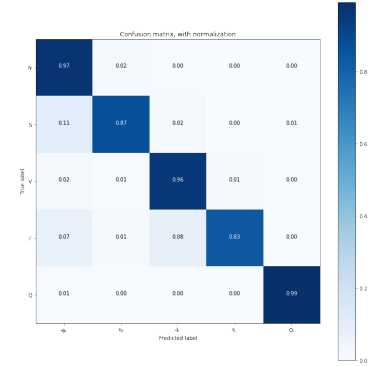 Confusion matrix, with normalization
N 0.97 0.02 0.00 0.00 0.00
S 0.11 0.87 0.02 0.00 0.01
V 0.02 0.01 0.96 0.01 0.00
F 0.07 0.01 0.08 0.83 0.00
Q 0.01 0.00 0.00 0.00 0.99
True label
N S V F Q
Predicted label
0.8
0.6
0.4
0.2
0.0